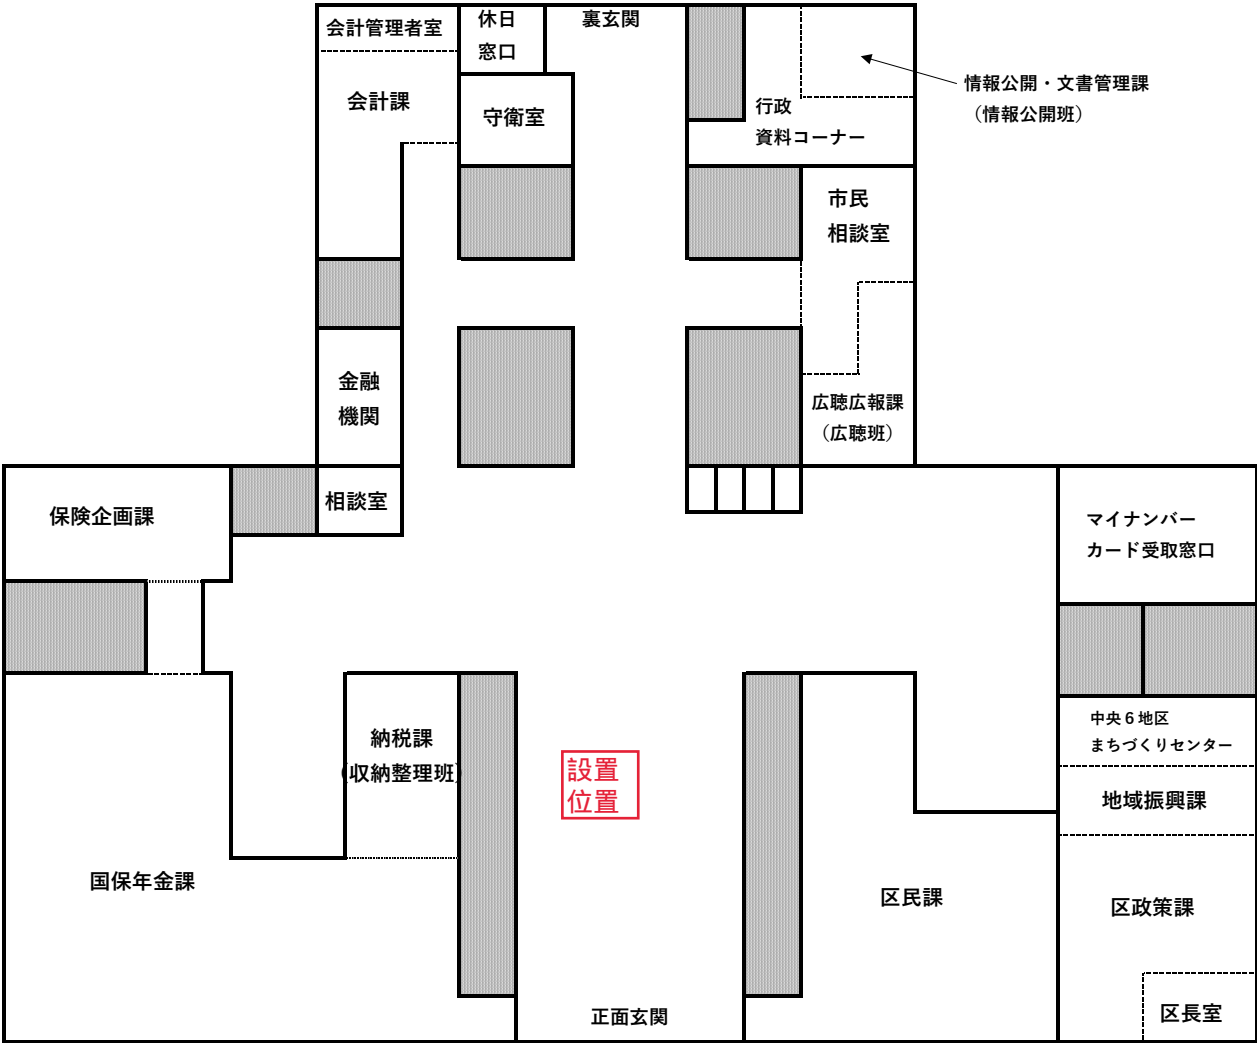 会計管理者室
休日
窓口
裏玄関
会計課
守衛室
行政
資料コーナー
情報公開・文書管理課
（情報公開班）
市民
相談室
金融
機関
広聴広報課
（広聴班）
保険企画課
相談室
マイナンバー
カード受取窓口
納税課
（収納整理班）
設置
位置
中央６地区
まちづくりセンター
地域振興課
国保年金課
区民課
区政策課
正面玄関
区長室